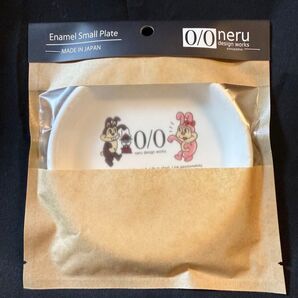 Enamel Small Plate
MADE IN JAPAN
0/0 neru
design works
0/0
neru design works